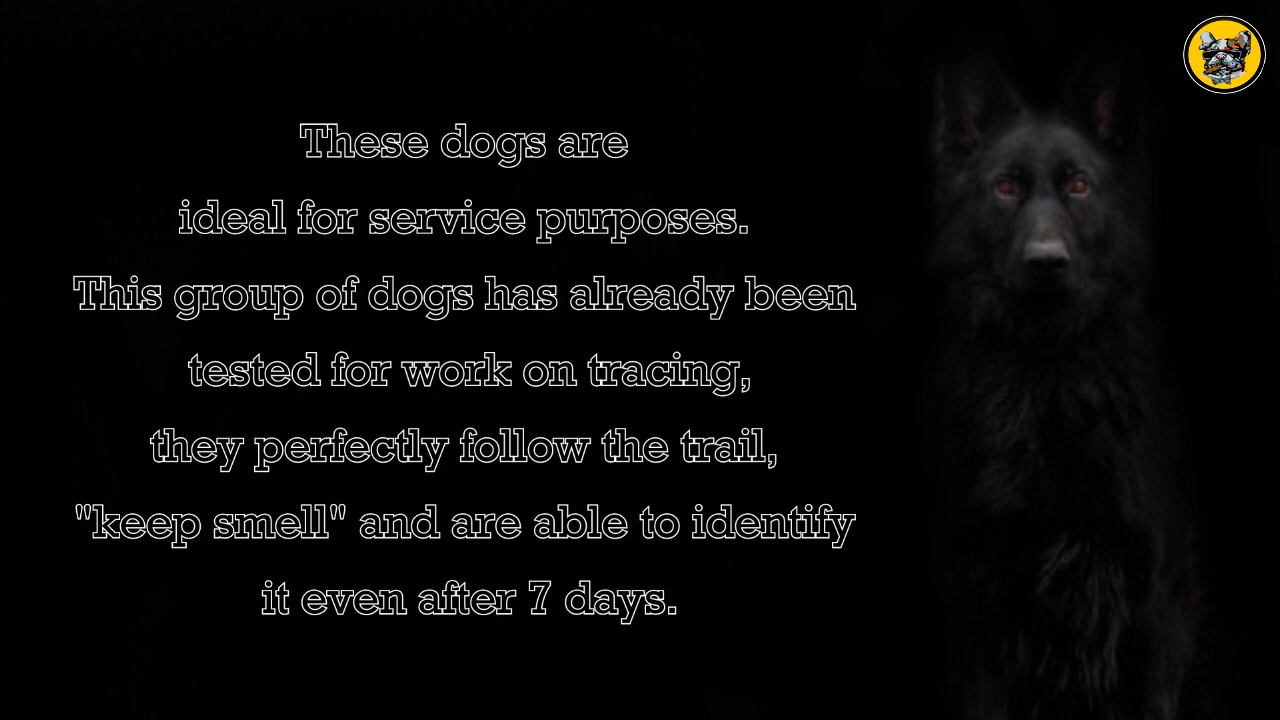 These dogs are
ideal for service purposes.
This group of dogs has already been
tested for work on tracing,
they perfectly follow the trail,
"keep smell" and are able to identify
it even after 7 days.